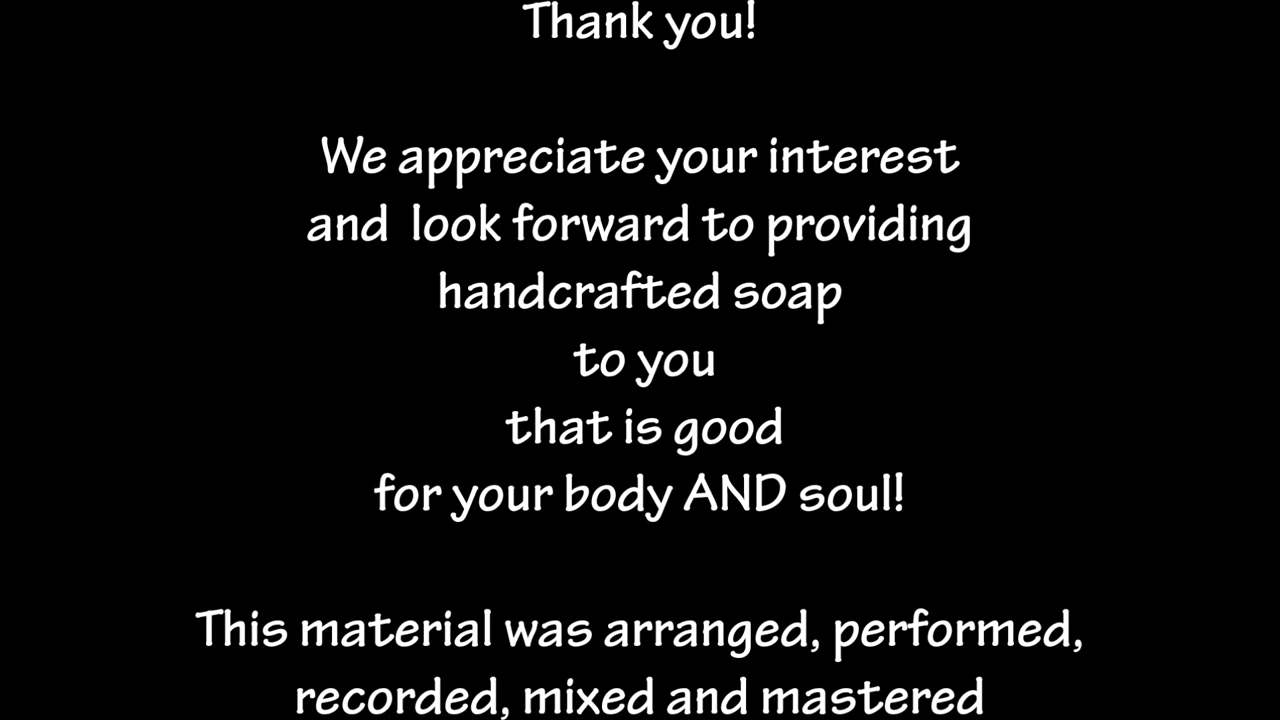 Thank you!
We appreciate your interest
and  look forward to providing
handcrafted soap
to you
that is good
for your body AND soul!
This material was arranged, performed,
recorded, mixed and mastered